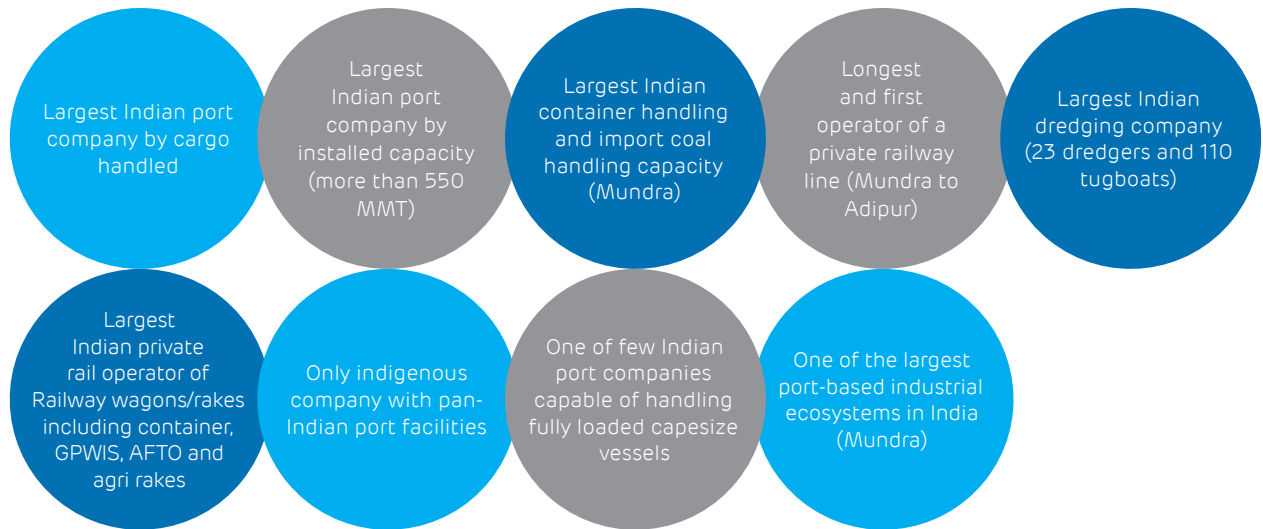 Largest Indian port
company by cargo
handled
Largest
Indian port
company by
installed capacity
(more than 550
MMT)
Largest Indian
container handling
and import coal
handling capacity
(Mundra)
Longest
and first
operator of a
private railway
line (Mundra to
Adipur)
Largest Indian
dredging company
(23 dredgers and 110
tugboats)
Largest
Indian private
rail operator of
Railway wagons/rakes
including container,
GPWIS, AFTO and
agri rakes
Only indigenous
company with pan-
Indian port facilities
One of few Indian
port companies
capable of handling
fully loaded capesize
vessels
One of the largest
port-based industrial
ecosystems in India
(Mundra)